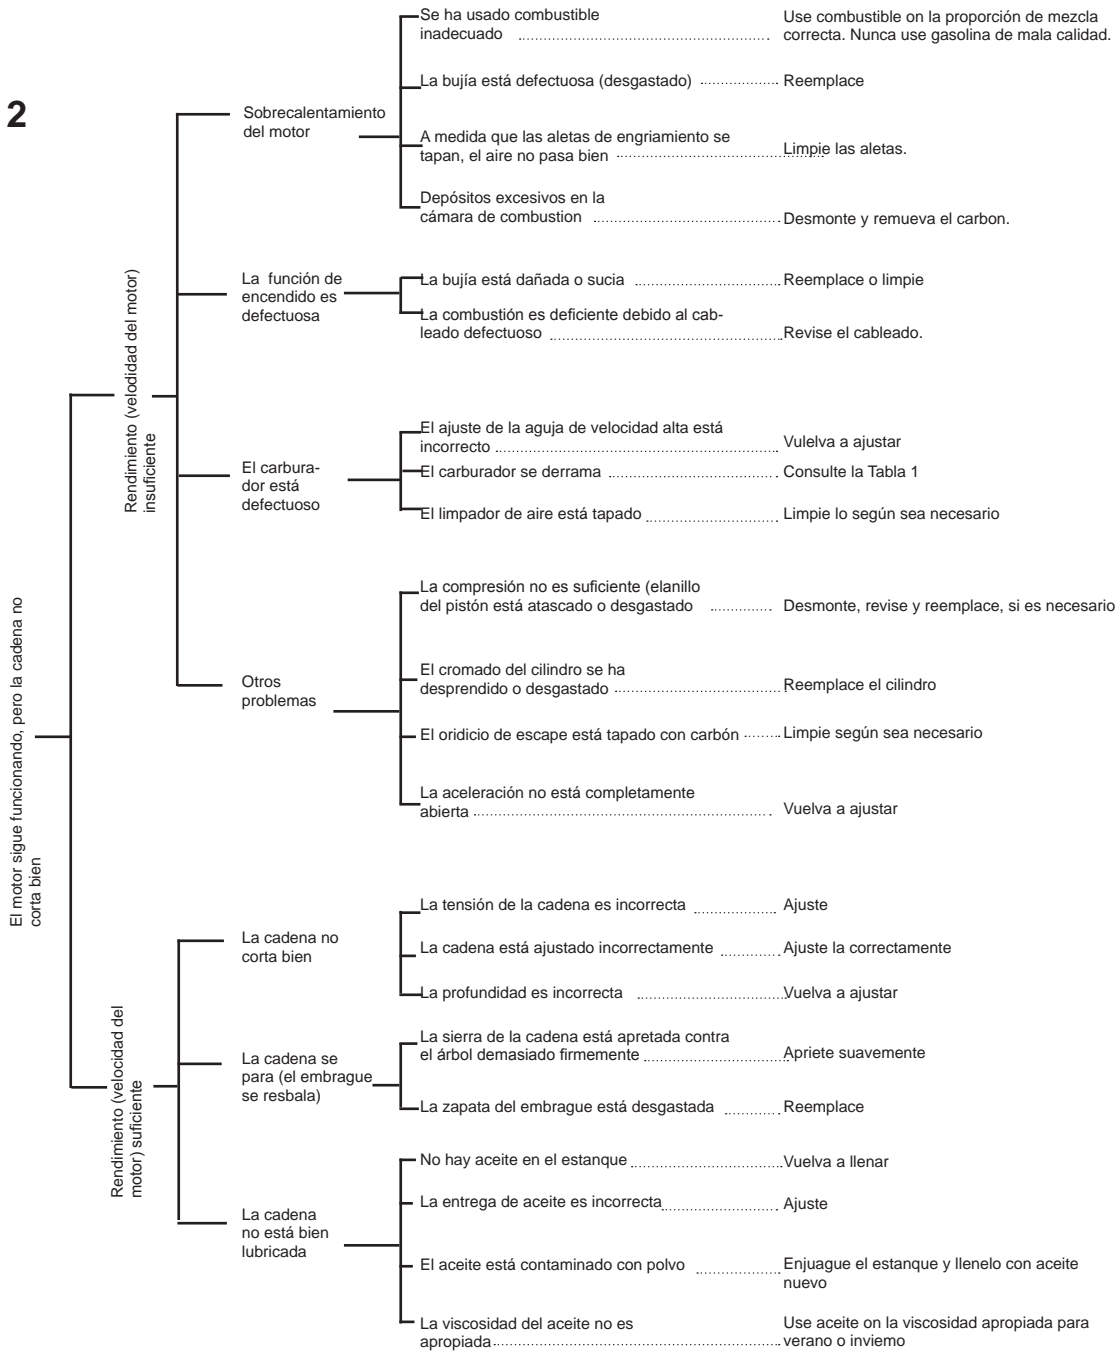 2
El motor sigue funcionando, pero la cadena no
corta bien
Rendimiento (velodidad del motor)
insuficiente
Sobrecalentamiento
del motor
Se ha usado combustible
inadecuado
Use combustible on la proporción de mezcla
correcta. Nunca use gasolina de mala calidad.
La bujía está defectuosa (desgastado)
Reemplace
A medida que las aletas de engriamiento se
tapan, el aire no pasa bien
Limpie las aletas.
Depósitos excesivos en la
cámara de combustion
Desmonte y remueva el carbon.
La función de
encendido es
defectuosa
La bujía está dañada o sucia
Reemplace o limpie
La combustión es deficiente debido al cab-
leado defectuoso
Revise el cableado.
El carbura-
dor está
defectuoso
El ajuste de la aguja de velocidad alta está
incorrecto
Vulelva a ajustar
El carburador se derrama
Consulte la Tabla 1
El limpador de aire está tapado
Limpie lo según sea necesario
Otros
problemas
La compresión no es suficiente (elanillo
del pistón está atascado o desgastado
Desmonte, revise y reemplace, si es necesario
El cromado del cilindro se ha
desprendido o desgastado
Reemplace el cilindro
El oridicio de escape está tapado con carbón
Limpie según sea necesario
La aceleración no está completamente
abierta
Vuelva a ajustar
Rendimiento (velocidad del
motor) suficiente
La cadena no
corta bien
La tensión de la cadena es incorrecta
Ajuste
La cadena está ajustado incorrectamente
Ajuste la correctamente
La profundidad es incorrecta
Vuelva a ajustar
La cadena se
para (el embrague
se resbala)
La sierra de la cadena está apretada contra
el árbol demasiado firmemente
Apriete suavemente
La zapata del embrague está desgastada
Reemplace
La cadena
no está bien
lubricada
No hay aceite en el estanque
Vuelva a llenar
La entrega de aceite es incorrecta
Ajuste
El aceite está contaminado con polvo
Enjuague el estanque y llenelo con aceite
nuevo
La viscosidad del aceite no es
apropiada
Use aceite on la viscosidad apropiada para
verano o inviemo